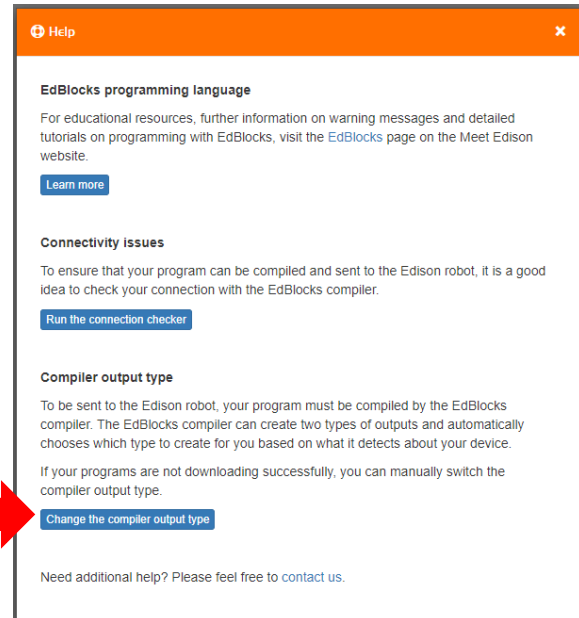 Help
EdBlocks programming language
For educational resources, further information on warning messages and detailed
tutorials on programming with EdBlocks, visit the EdBlocks page on the Meet Edison
website.
Learn more
Connectivity issues
To ensure that your program can be compiled and sent to the Edison robot, it is a good
idea to check your connection with the EdBlocks compiler.
Run the connection checker
Compiler output type
To be sent to the Edison robot, your program must be compiled by the EdBlocks
compiler. The EdBlocks compiler can create two types of outputs and automatically
chooses which type to create for you based on what it detects about your device.
If your programs are not downloading successfully, you can manually switch the
compiler output type.
Change the compiler output type
Need additional help? Please feel free to contact us.